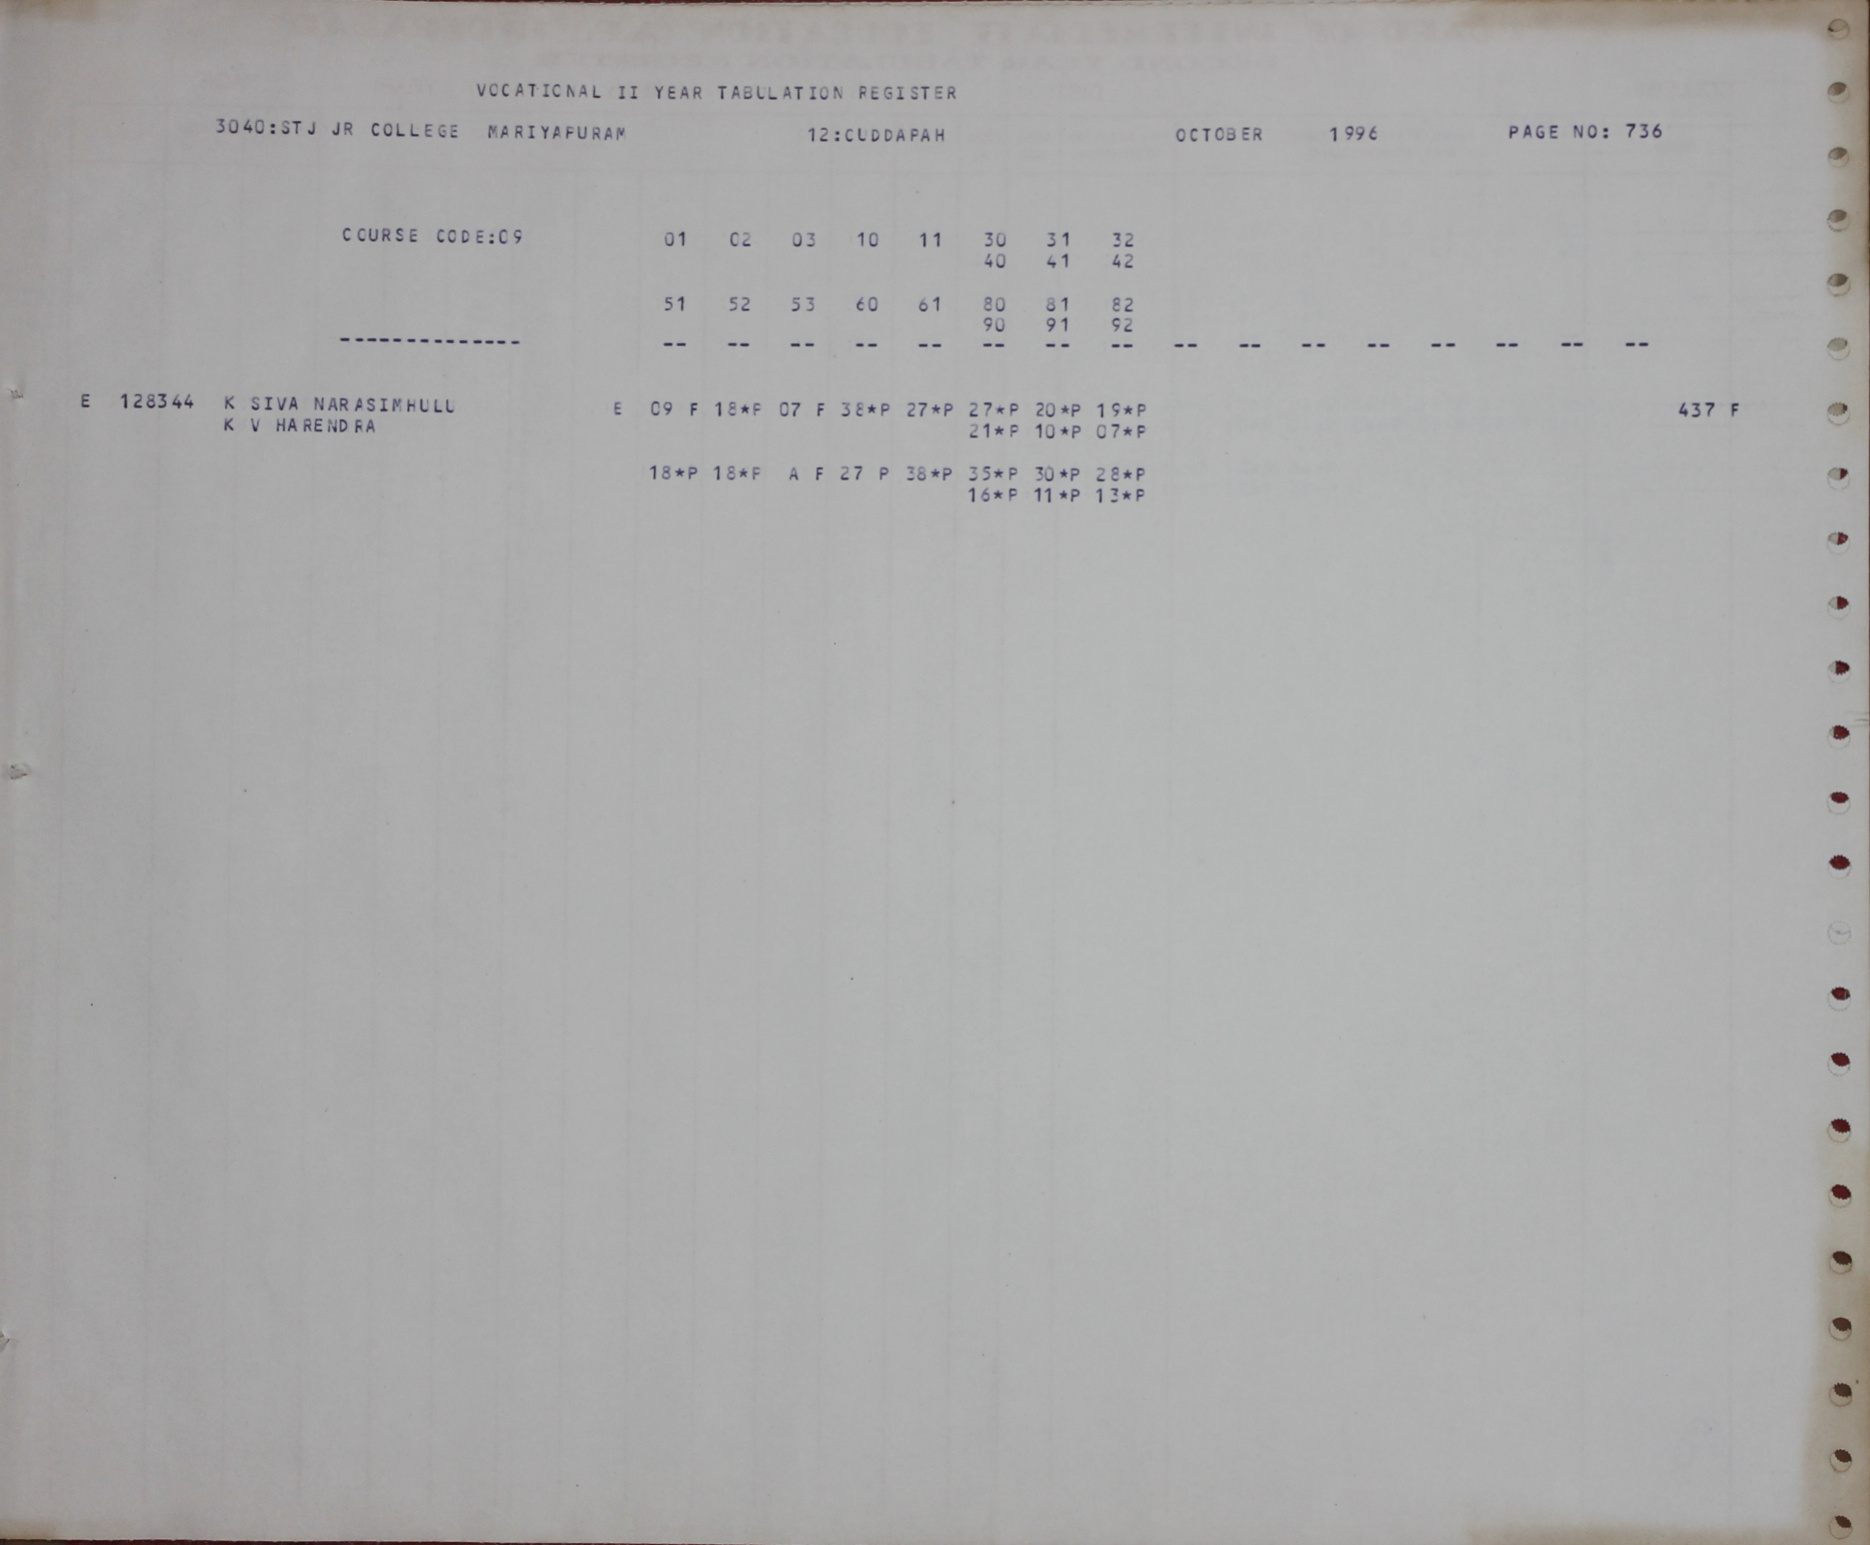 VOCATIONAL II YEAR TABULATION REGISTER
3040:STJ JR COLLEGE MARIYAPURAM 12:CUDDAPAH OCTOBER 1996 PAGE NO: 736
COURSE CODE:09 01 02 03 10 11 30 31 32
40 41 42
51 52 53 60 61 80 81 82
90 91 92
-------------- -- -- -- -- -- -- -- -- -- -- -- -- -- -- -- --
E 128344 K SIVA NARASIMHULU E 09 F 18*P 07 F 38*P 27*P 27*P 20*P 19*P 437 F
K V HARENDRA 21*P 10*P 07*P
18*P 18*P A F 27 P 38*P 35*P 30*P 28*P
16*P 11*P 13*P